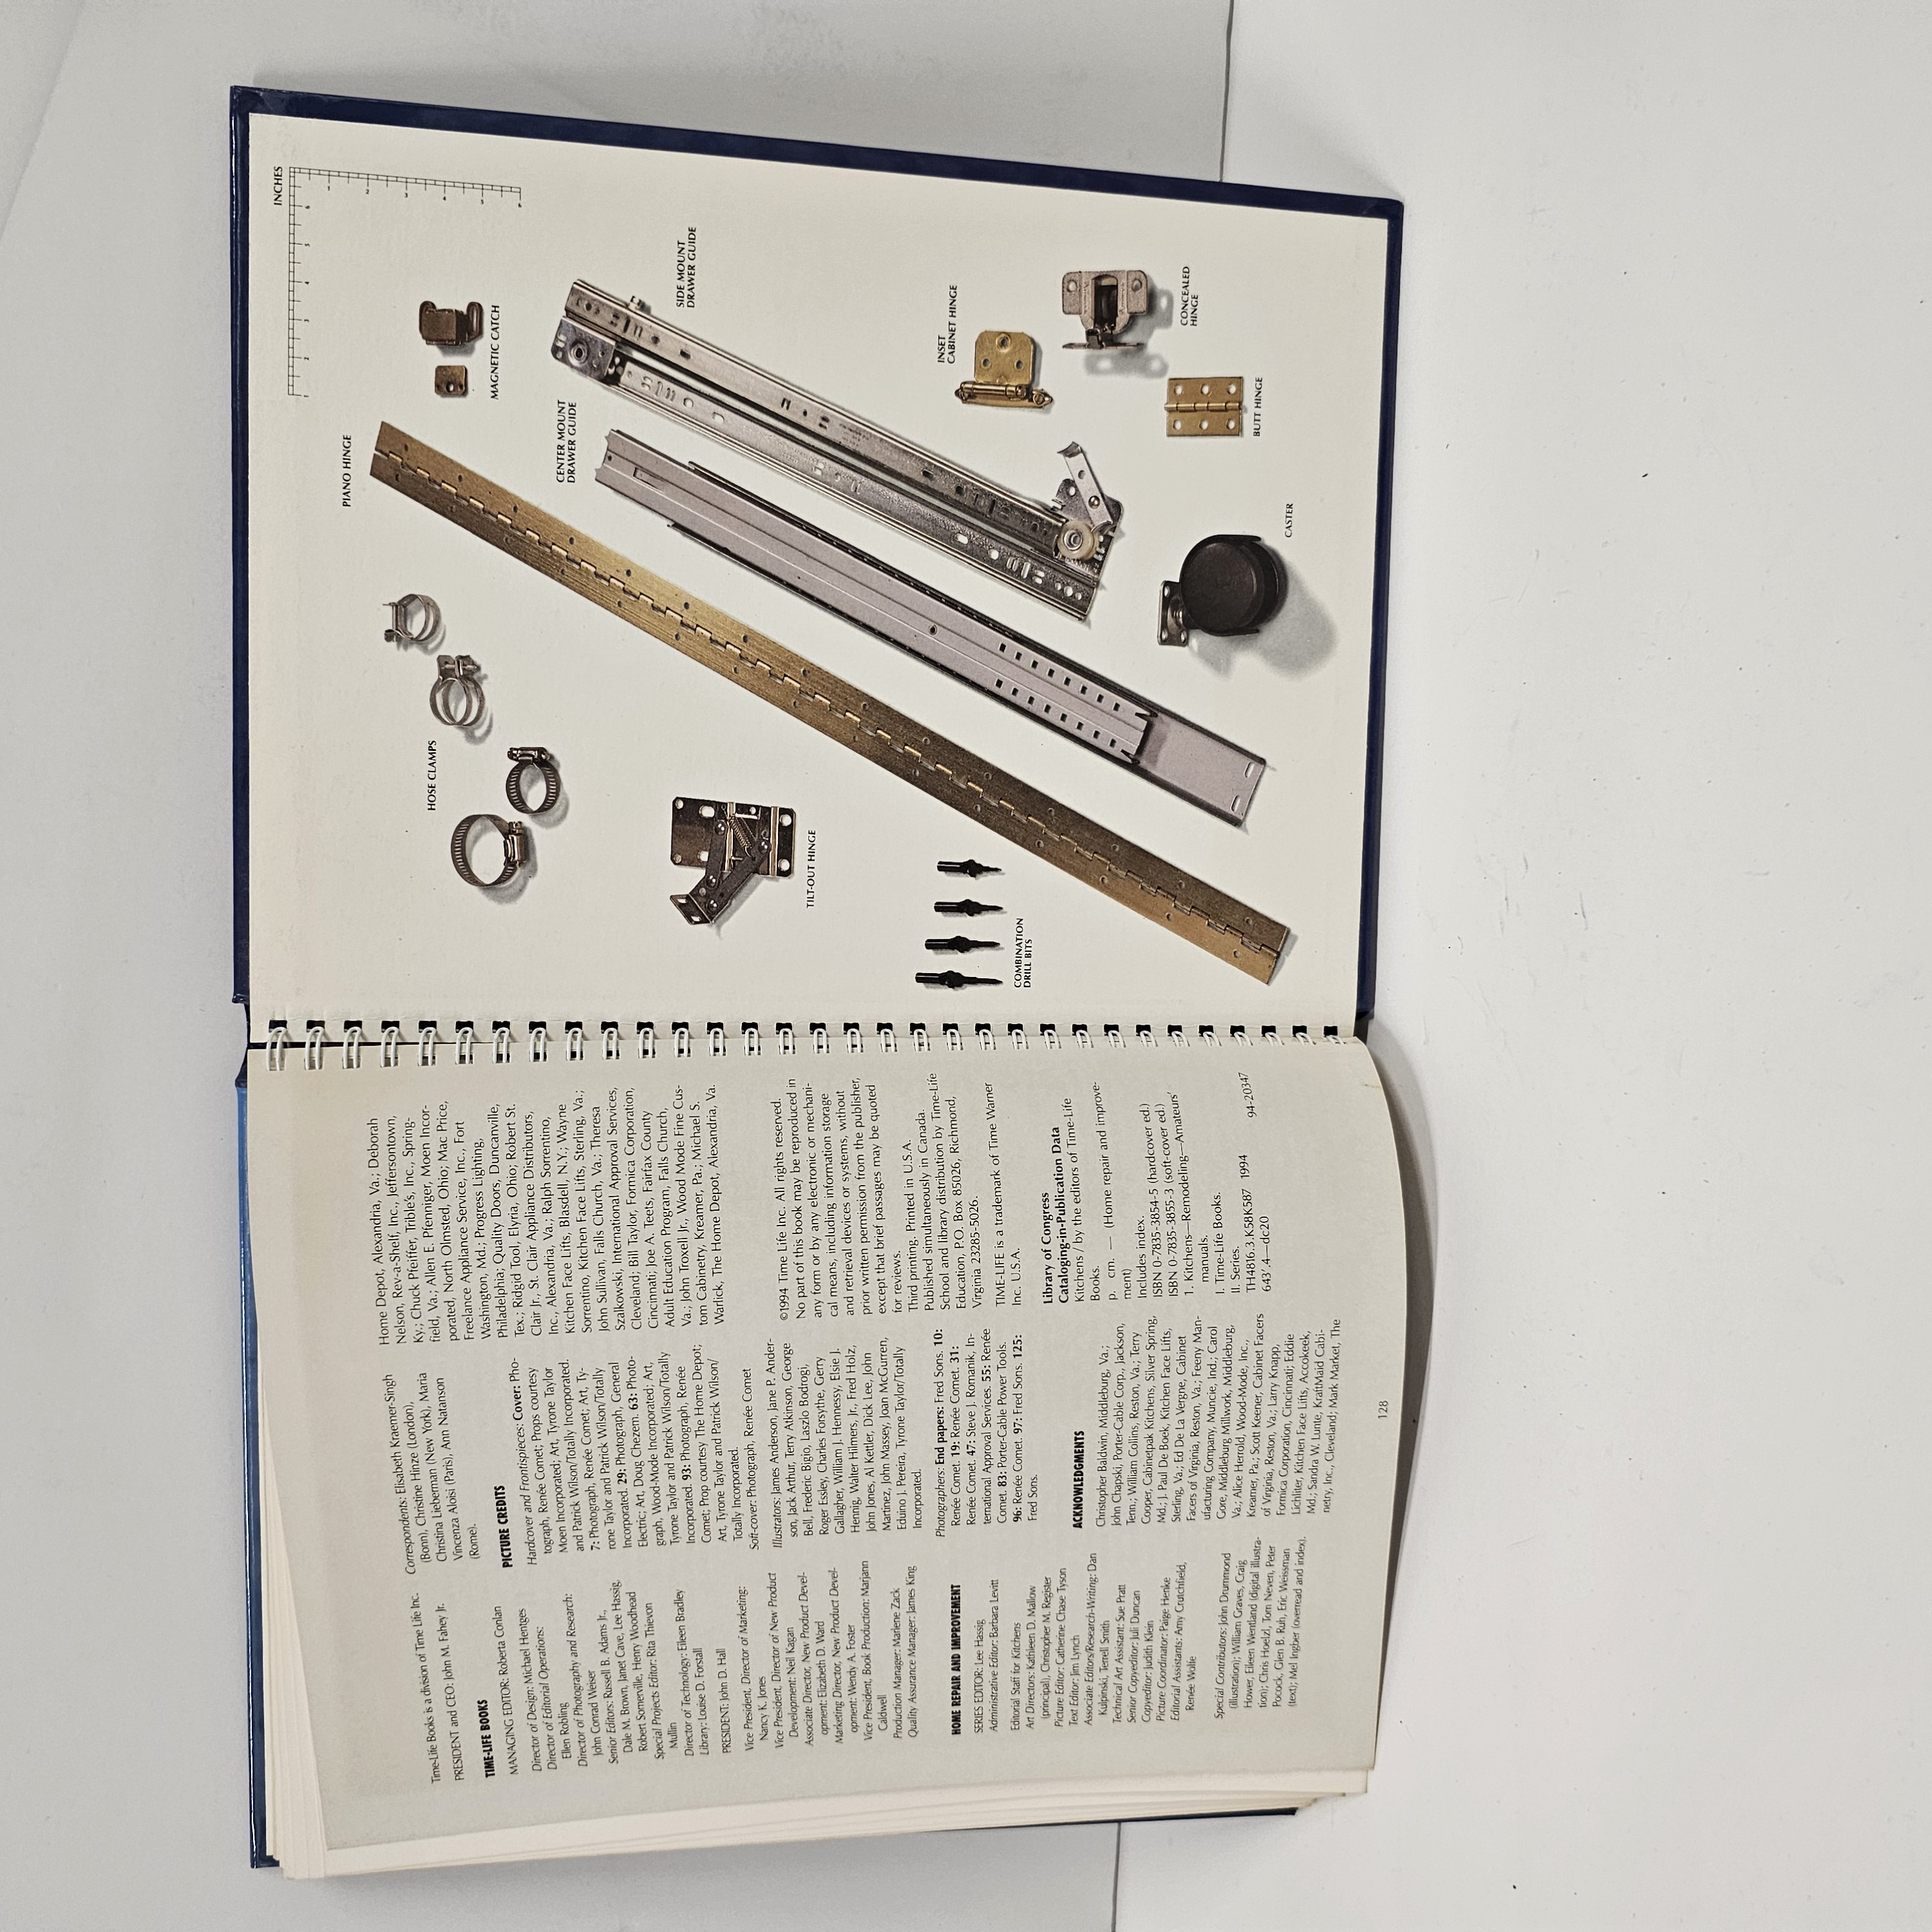 Time-Life Books is a division of Time Life Inc.
PRESIDENT and CEO: John M. Fahey Jr.
TIME-LIFE BOOKS
MANAGING EDITOR: Roberta Conlan
Director of Design: Michael Hentges
Director of Editorial Operations:
Ellen Robling
Director of Photography and Research:
John Conrad Weiser
Senior Editors: Russell B. Adams Jr.,
Dale M. Brown, Janet Cave, Lee Hassig,
Robert Somerville, Henry Woodhead
Special Projects Editor: Rita Thievon
Mullin
Director of Technology: Eileen Bradley
Library: Louise D. Forstall
PRESIDENT: John D. Hall
Vice President, Director of Marketing:
Nancy K. Jones
Vice President, Director of New Product
Development: Neil Kagan
Associate Director, New Product Devel-
opment: Elizabeth D. Ward
Marketing Director, New Product Devel-
opment: Wendy A. Foster
Vice President, Book Production: Marjann
Caldwell
Production Manager: Marlene Zack
Quality Assurance Manager: James King
HOME REPAIR AND IMPROVEMENT
SERIES EDITOR: Lee Hassig
Administrative Editor: Barbara Levitt
Editorial Staff for Kitchens
Art Directors: Kathleen D. Mallow
(principal), Christopher M. Register
Picture Editor: Catherine Chase Tyson
Text Editor: Jim Lynch
Associate Editors/Research-Writing: Dan
Kulpinski, Terrell Smith
Technical Art Assistant: Sue Pratt
Senior Copyeditor: Juli Duncan
Copyeditor: Judith Klein
Picture Coordinator: Paige Henke
Editorial Assistants: Amy Crutchfield,
Renée Wolfe
Special Contributors: John Drummond
(illustration); William Graves, Craig
Hower, Eileen Wentland (digital illustra-
tion); Chris Hoelzl, Tom Neven, Peter
Pocock, Glen B. Ruh, Eric Weissman
(text); Mel Ingber (overread and index).
Correspondents: Elisabeth Kraemer-Singh
(Bonn), Christine Hinze (London),
Christina Lieberman (New York), Maria
Vincenza Aloisi (Paris), Ann Natanson
(Rome).
PICTURE CREDITS
Hardcover and Frontispieces: Cover: Pho-
tograph, Renée Comet; Props courtesy
Moen Incorporated; Art, Tyrone Taylor
and Patrick Wilson/Totally Incorporated.
7: Photograph, Renée Comet; Art, Ty-
rone Taylor and Patrick Wilson/Totally
Incorporated. 29: Photograph, General
Electric; Art, Doug Chezem. 63: Photo-
graph, Wood-Mode Incorporated; Art,
Tyrone Taylor and Patrick Wilson/Totally
Incorporated. 93: Photograph, Renée
Comet; Prop courtesy The Home Depot;
Art, Tyrone Taylor and Patrick Wilson/
Totally Incorporated.
Soft-cover: Photograph, Renée Comet
Illustrators: James Anderson, Jane P. Ander-
son, Jack Arthur, Terry Atkinson, George
Bell, Frederic Bigio, Laszlo Bodrogi,
Roger Essley, Charles Forsythe, Gerry
Gallagher, William J. Hennessy, Elsie J.
Hennig, Walter Hilmers, Jr., Fred Holz,
John Jones, Al Kettler, Dick Lee, John
Martinez, John Massey, Joan McGurren,
Eduino J. Pereira, Tyrone Taylor/Totally
Incorporated.
Photographers: End papers: Fred Sons. 10:
Renée Comet. 19: Renée Comet. 31:
Renée Comet. 47: Steve J. Romanik, In-
ternational Approval Services. 55: Renée
Comet. 83: Porter-Cable Power Tools.
96: Renée Comet. 97: Fred Sons. 125:
Fred Sons.
ACKNOWLEDGMENTS
Christopher Baldwin, Middleburg, Va.;
John Chapski, Porter-Cable Corp., Jackson,
Tenn.; William Collins, Reston, Va.; Terry
Cooper, Cabinetpak Kitchens, Silver Spring,
Md.; J. Paul De Boek, Kitchen Face Lifts,
Sterling, Va.; Ed De La Vergne, Cabinet
Facers of Virginia, Reston, Va.; Feeny Man-
ufacturing Company, Muncie, Ind.; Carol
Gore, Middleburg Millwork, Middleburg,
Va.; Alice Herrold, Wood-Mode, Inc.,
Kreamer, Pa.; Scott Keener, Cabinet Facers
of Virginia, Reston, Va.; Larry Knapp,
Formica Corporation, Cincinnati; Eddie
Lichliter, Kitchen Face Lifts, Accokeek,
Md.; Sandra W. Lunte, KraftMaid Cabi-
netry, Inc., Cleveland; Mark Market, The
Home Depot, Alexandria, Va.; Deborah
Nelson, Rev-a-Shelf, Inc., Jeffersontown,
Ky.; Chuck Pfeiffer, Trible's, Inc., Spring-
field, Va.; Allen E. Pfenniger, Moen Incor-
porated, North Olmsted, Ohio; Mac Price,
Freelance Appliance Service, Inc., Fort
Washington, Md.; Progress Lighting,
Philadelphia; Quality Doors, Duncanville,
Tex.; Ridgid Tool, Elyria, Ohio; Robert St.
Clair Jr., St. Clair Appliance Distributors,
Inc., Alexandria, Va.; Ralph Sorrentino,
Kitchen Face Lifts, Blasdell, N.Y.; Wayne
Sorrentino, Kitchen Face Lifts, Sterling, Va.;
John Sullivan, Falls Church, Va.; Theresa
Szalkowski, International Approval Services,
Cleveland; Bill Taylor, Formica Corporation,
Cincinnati; Joe A. Teets, Fairfax County
Adult Education Program, Falls Church,
Va.; John Troxell Jr., Wood Mode Fine Cus-
tom Cabinetry, Kreamer, Pa.; Michael S.
Warlick, The Home Depot, Alexandria, Va.
©1994 Time Life Inc. All rights reserved.
No part of this book may be reproduced in
any form or by any electronic or mechani-
cal means, including information storage
and retrieval devices or systems, without
prior written permission from the publisher,
except that brief passages may be quoted
for reviews.
Third printing. Printed in U.S.A.
Published simultaneously in Canada.
School and library distribution by Time-Life
Education, P.O. Box 85026, Richmond,
Virginia 23285-5026.
TIME-LIFE is a trademark of Time Warner
Inc. U.S.A.
Library of Congress
Cataloging-in-Publication Data
Kitchens / by the editors of Time-Life
Books.
p. cm. — (Home repair and improve-
ment)
Includes index.
ISBN 0-7835-3854-5 (hardcover ed.)
ISBN 0-7835-3855-3 (soft-cover ed.)
1. Kitchens—Remodeling—Amateurs'
manuals.
I. Time-Life Books.
II. Series.
TH4816.3.K58K587 1994
643'.4—dc20 94-20347
128
INCHES
1 2 3 4 5 6
PIANO HINGE
HOSE CLAMPS
MAGNETIC CATCH
CENTER MOUNT
DRAWER GUIDE
SIDE MOUNT
DRAWER GUIDE
TILT-OUT HINGE
INSET
CABINET HINGE
COMBINATION
DRILL BITS
CONCEALED
HINGE
BUTT HINGE
CASTER